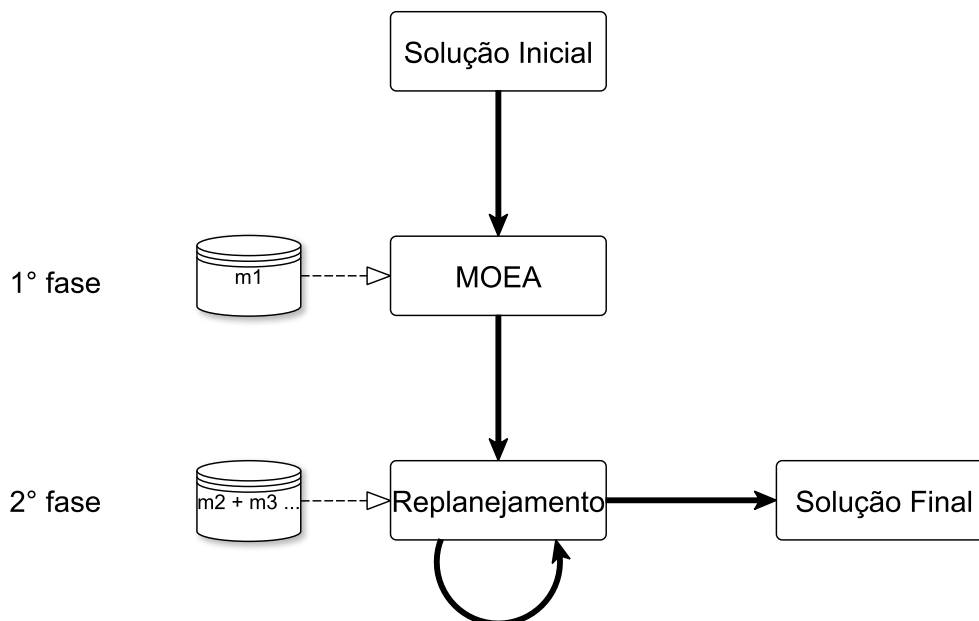 Solução Inicial
1° fase
m1
MOEA
2° fase
m2 + m3 ...
Replanejamento
Solução Final